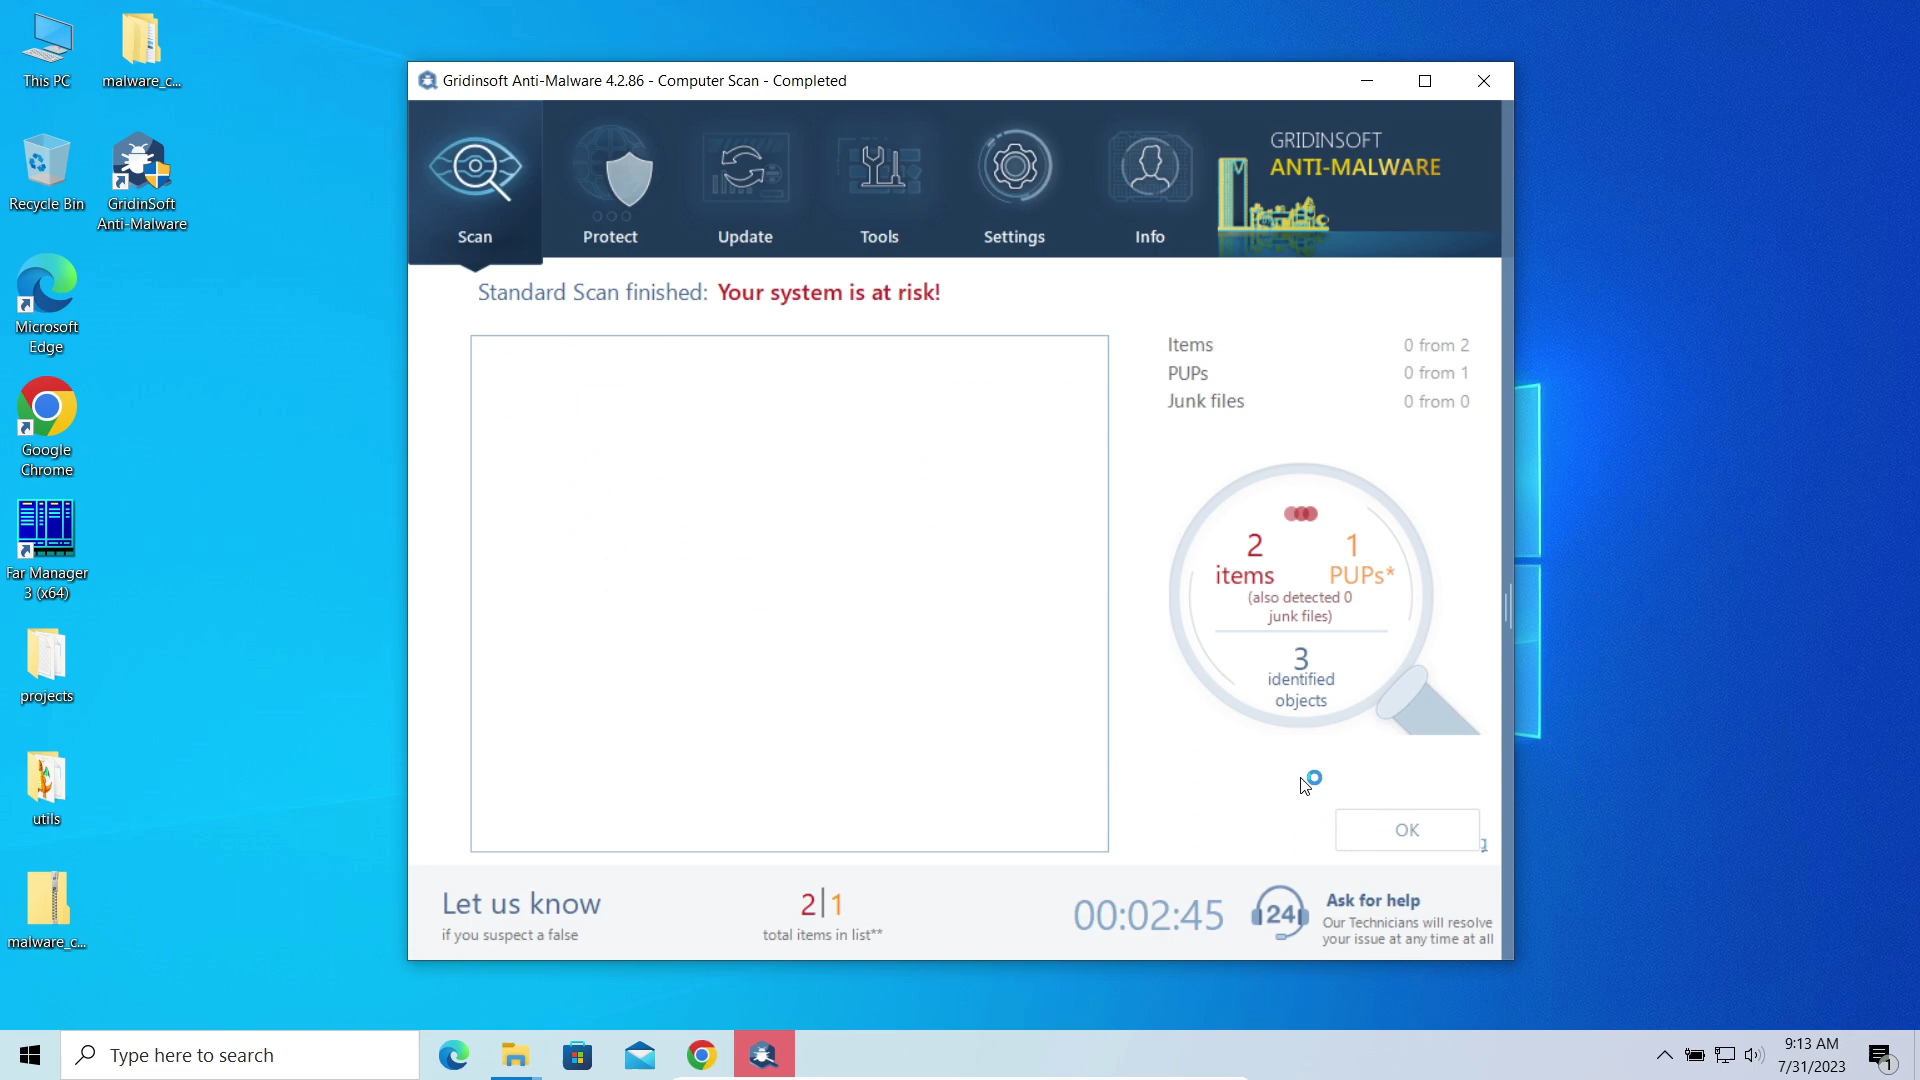 This PC
malware_c...
Recycle Bin
GridinSoft
Anti-Malware
Microsoft
Edge
Google
Chrome
Far Manager
3 (x64)
projects
utils
malware_c...
Gridinsoft Anti-Malware 4.2.86 - Computer Scan - Completed
Scan
Protect
Update
Tools
Settings
Info
GRIDINSOFT
ANTI-MALWARE
Standard Scan finished: Your system is at risk!
Items 0 from 2
PUPs 0 from 1
Junk files 0 from 0
2 1
items PUPs*
(also detected 0
junk files)
3
identified
objects
OK
Let us know
if you suspect a false
2|1
total items in list**
00:02:45
24
Ask for help
Our Technicians will resolve
your issue at any time at all
Type here to search
9:13 AM
7/31/2023
1